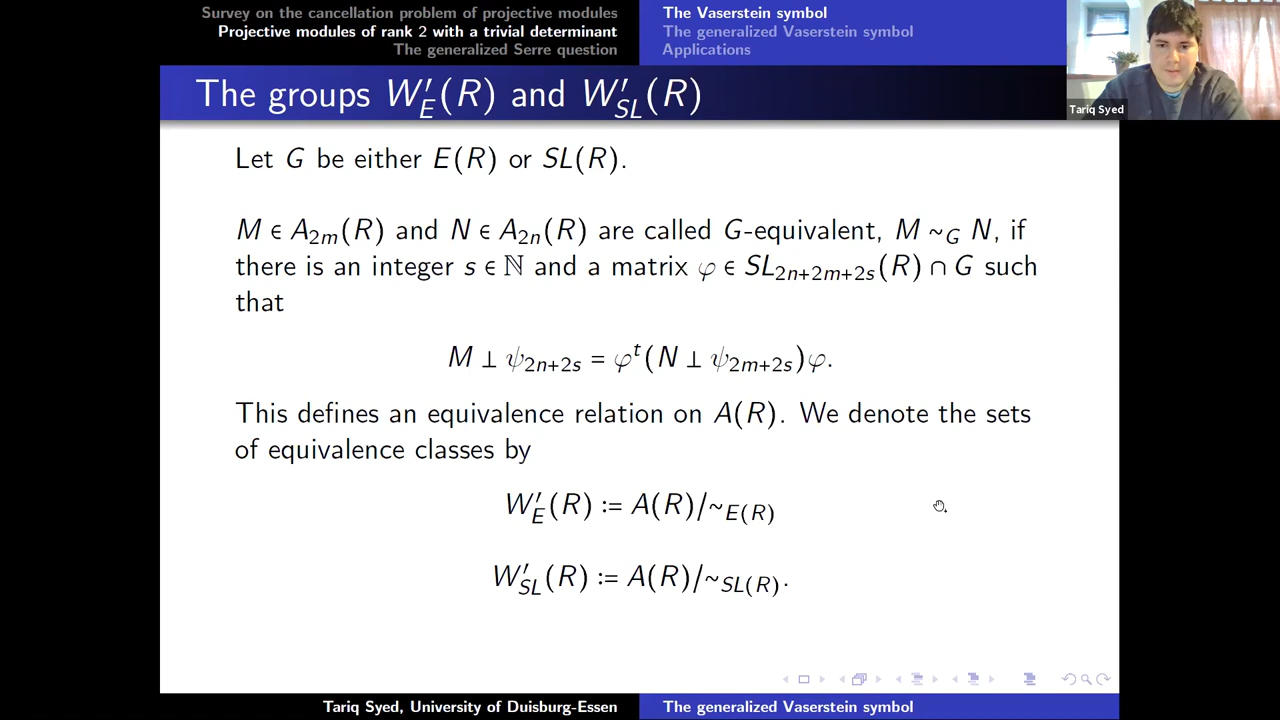 Survey on the cancellation problem of projective modules
Projective modules of rank 2 with a trivial determinant
The generalized Serre question
The Vaserstein symbol
The generalized Vaserstein symbol
Applications
Tariq Syed
The groups W′_E(R) and W′_SL(R)
Let G be either E(R) or SL(R).
M ∈ A_2m(R) and N ∈ A_2n(R) are called G-equivalent, M ~_G N, if
there is an integer s ∈ ℕ and a matrix φ ∈ SL_2n+2m+2s(R) ∩ G such
that
M ⊥ ψ_2n+2s = φ^t(N ⊥ ψ_2m+2s)φ.
This defines an equivalence relation on A(R). We denote the sets
of equivalence classes by
W′_E(R) := A(R)/~_E(R)
W′_SL(R) := A(R)/~_SL(R).
Tariq Syed, University of Duisburg-Essen
The generalized Vaserstein symbol